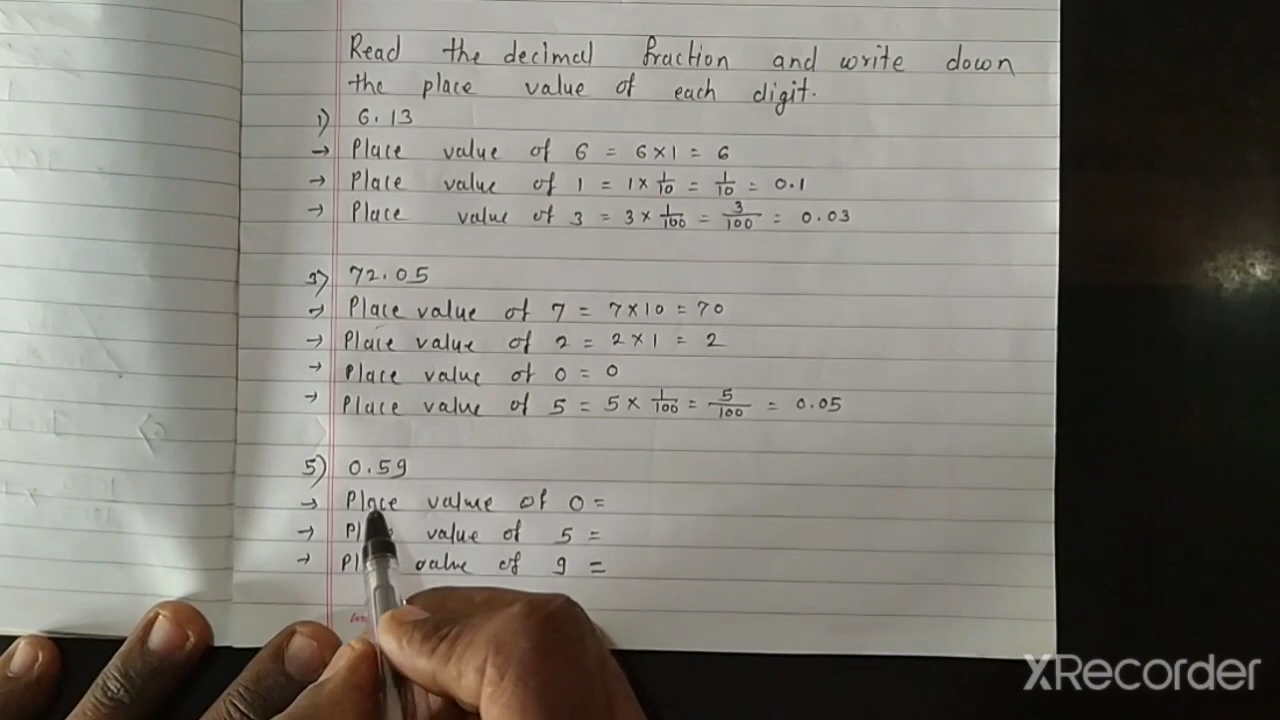 Read the decimal fraction and write down
the place value of each digit.
1) 6.13
→ Place value of 6 = 6×1 = 6
→ Place value of 1 = 1× 1/10 = 1/10 = 0.1
→ Place value of 3 = 3× 1/100 = 3/100 = 0.03
3) 72.05
→ Place value of 7 = 7×10 = 70
→ Place value of 2 = 2×1 = 2
→ Place value of 0 = 0
→ Place value of 5 = 5× 1/100 = 5/100 = 0.05
5) 0.59
→ Place value of 0 =
→ value of 5 =
→ value of 9 =
XRecorder